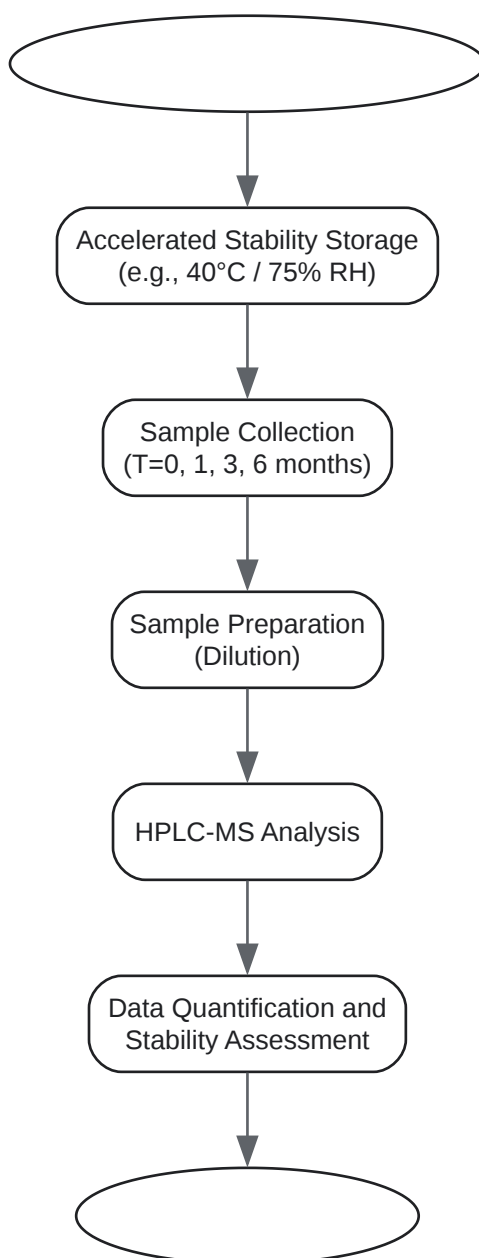 Accelerated Stability Storage
(e.g., 40°C / 75% RH)
Sample Collection
(T=0, 1, 3, 6 months)
Sample Preparation
(Dilution)
HPLC-MS Analysis
Data Quantification and
Stability Assessment